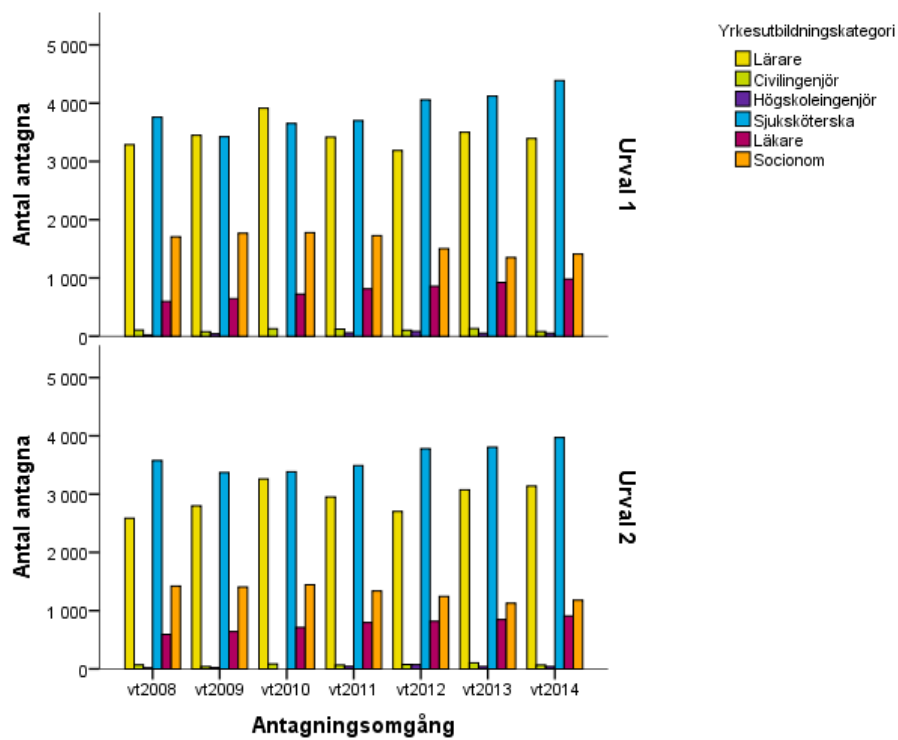 Yrkesutbildningskategori
Lärare
Civilingenjör
Högskoleingenjör
Sjuksköterska
Läkare
Socionom
Antal antagna
5 000
4 000
3 000
2 000
1 000
0
Urval 1
Antal antagna
5 000
4 000
3 000
2 000
1 000
0
Urval 2
vt2008 vt2009 vt2010 vt2011 vt2012 vt2013 vt2014
Antagningsomgång